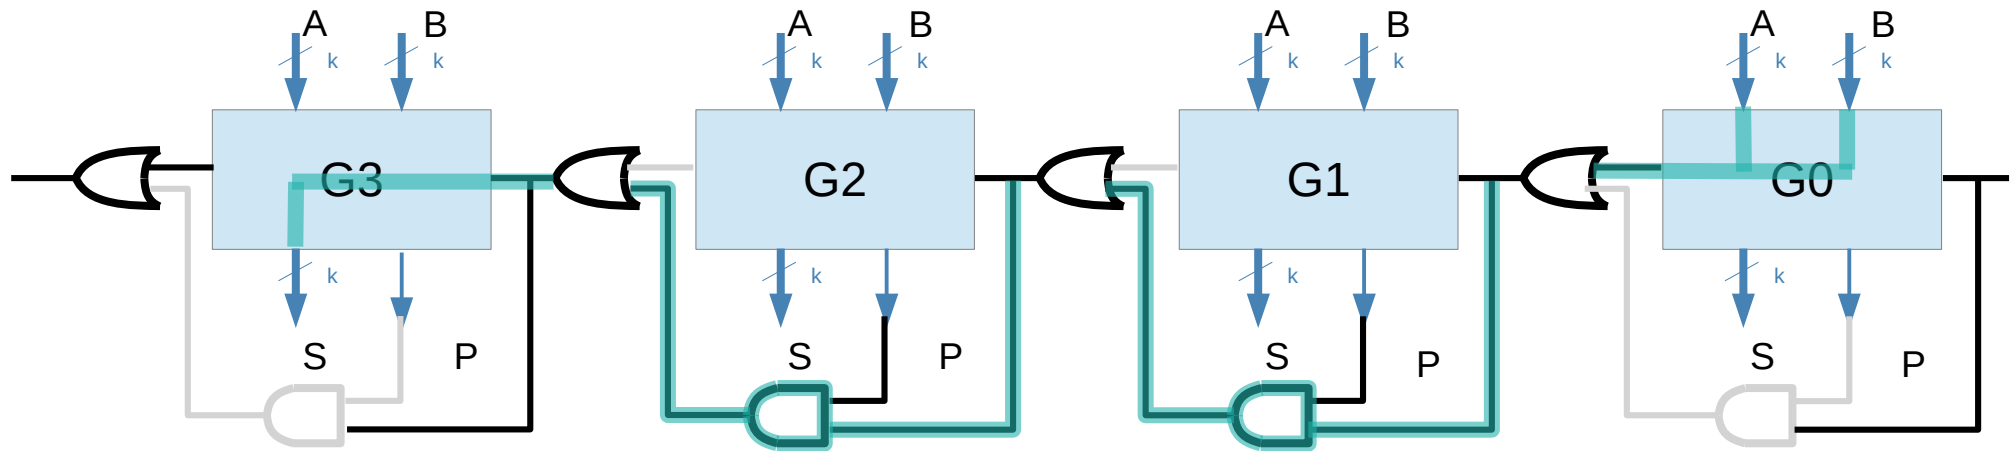 A B A B A B A B
k k k k k k k k
G3 G2 G1 G0
k k k k
S P S P S P S P